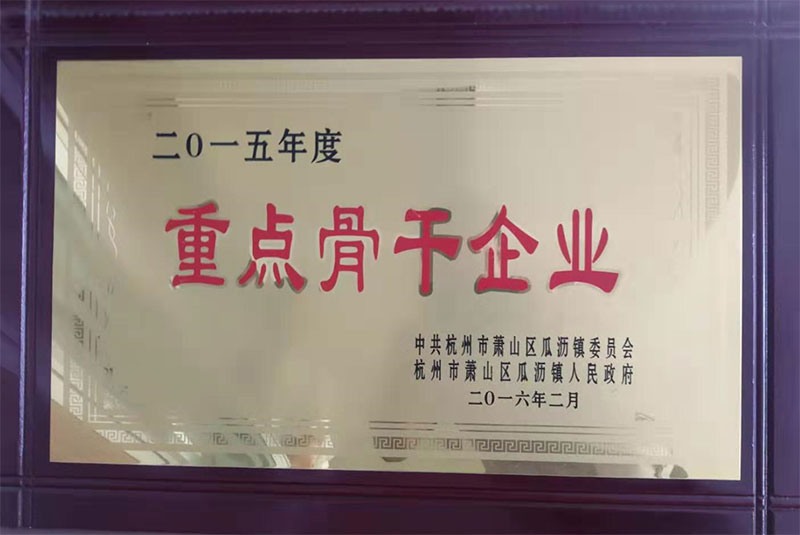 二０一五年度
重点骨干企业
中共杭州市萧山区瓜沥镇委员会
杭州市萧山区瓜沥镇人民政府
二０一六年二月